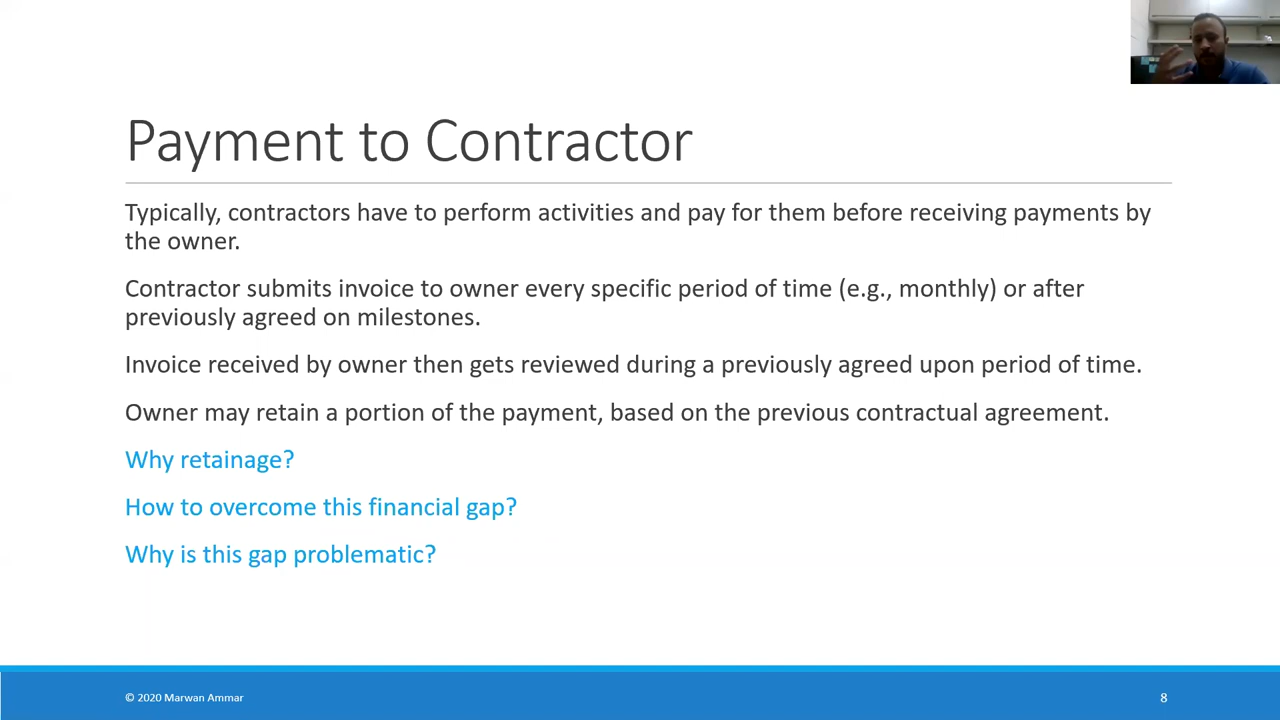 Payment to Contractor
Typically, contractors have to perform activities and pay for them before receiving payments by
the owner.
Contractor submits invoice to owner every specific period of time (e.g., monthly) or after
previously agreed on milestones.
Invoice received by owner then gets reviewed during a previously agreed upon period of time.
Owner may retain a portion of the payment, based on the previous contractual agreement.
Why retainage?
How to overcome this financial gap?
Why is this gap problematic?
© 2020 Marwan Ammar
8